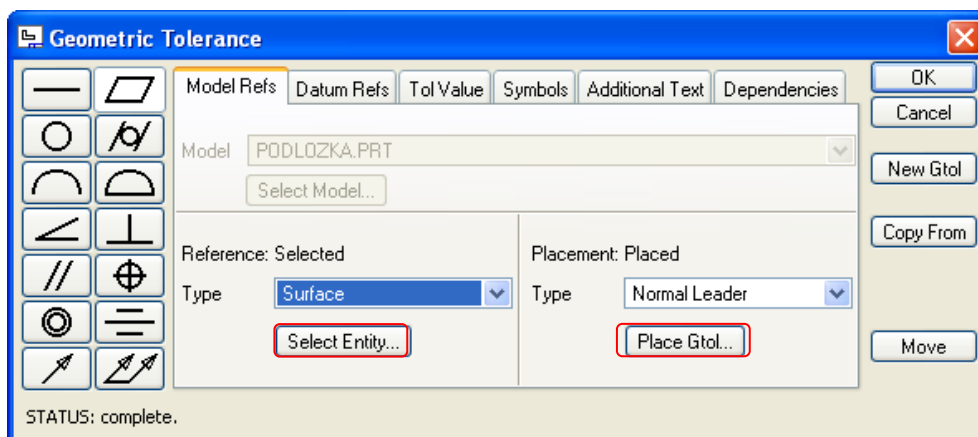 Geometric Tolerance
Model Refs Datum Refs Tol Value Symbols Additional Text Dependencies
OK
Cancel
Model PODLOZKA.PRT
Select Model...
New Gtol
Copy From
Reference: Selected
Placement: Placed
Type Surface
Type Normal Leader
Select Entity...
Place Gtol...
Move
STATUS: complete.